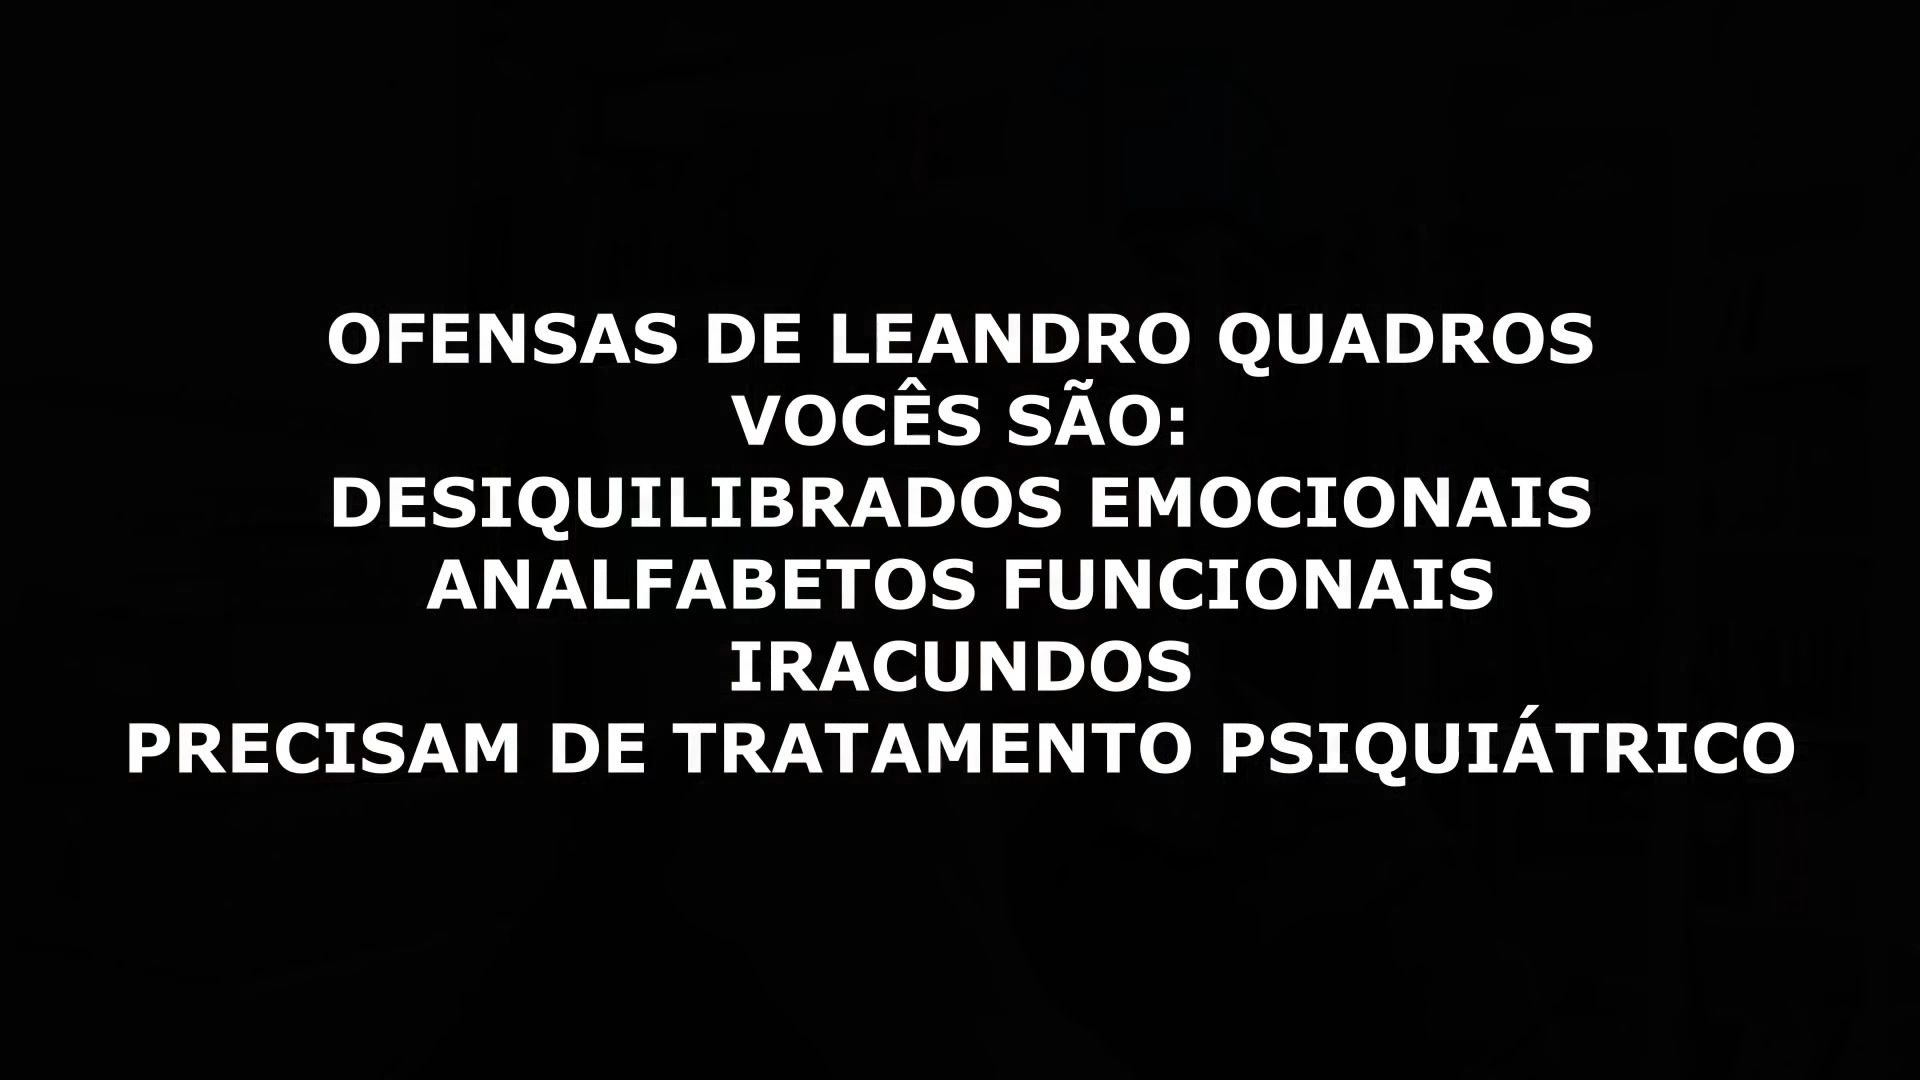 OFENSAS DE LEANDRO QUADROS
VOCÊS SÃO:
DESIQUILIBRADOS EMOCIONAIS
ANALFABETOS FUNCIONAIS
IRACUNDOS
PRECISAM DE TRATAMENTO PSIQUIÁTRICO